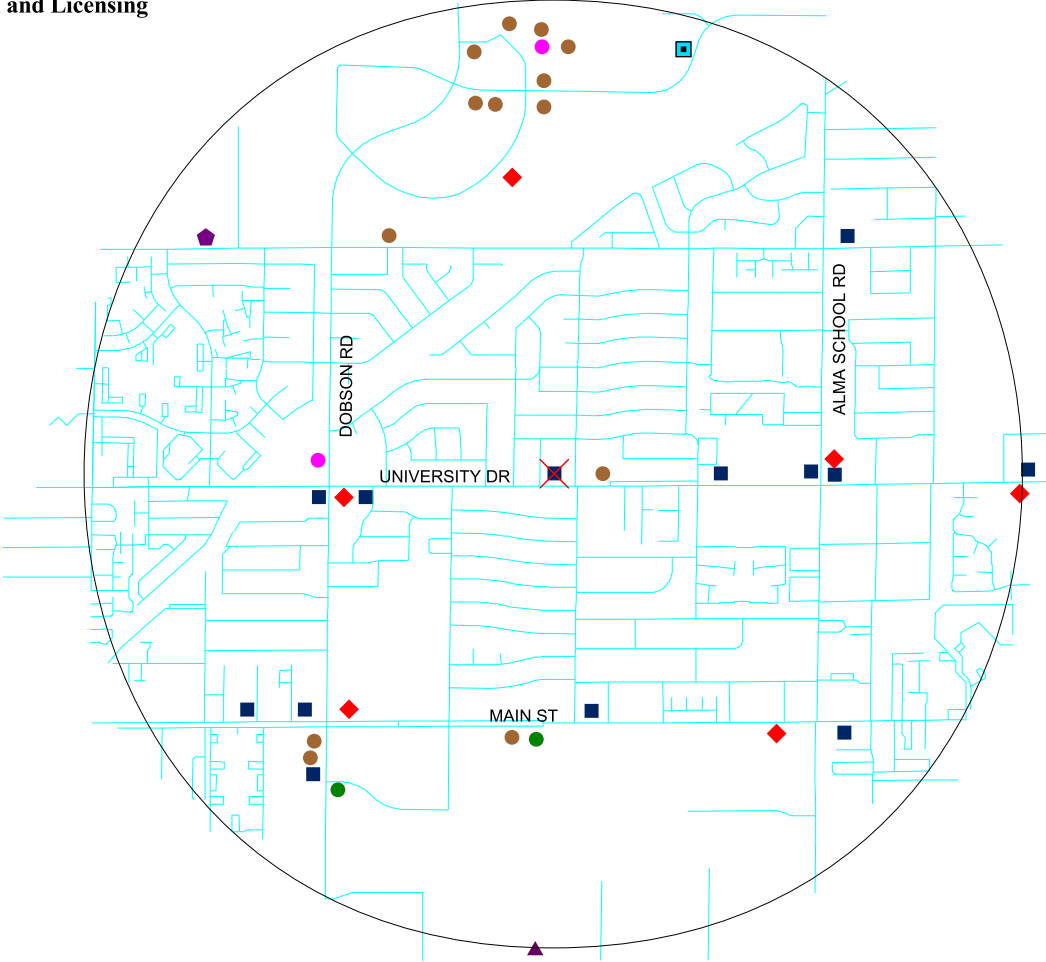 and Licensing
ALMA SCHOOL RD
DOBSON RD
UNIVERSITY DR
MAIN ST